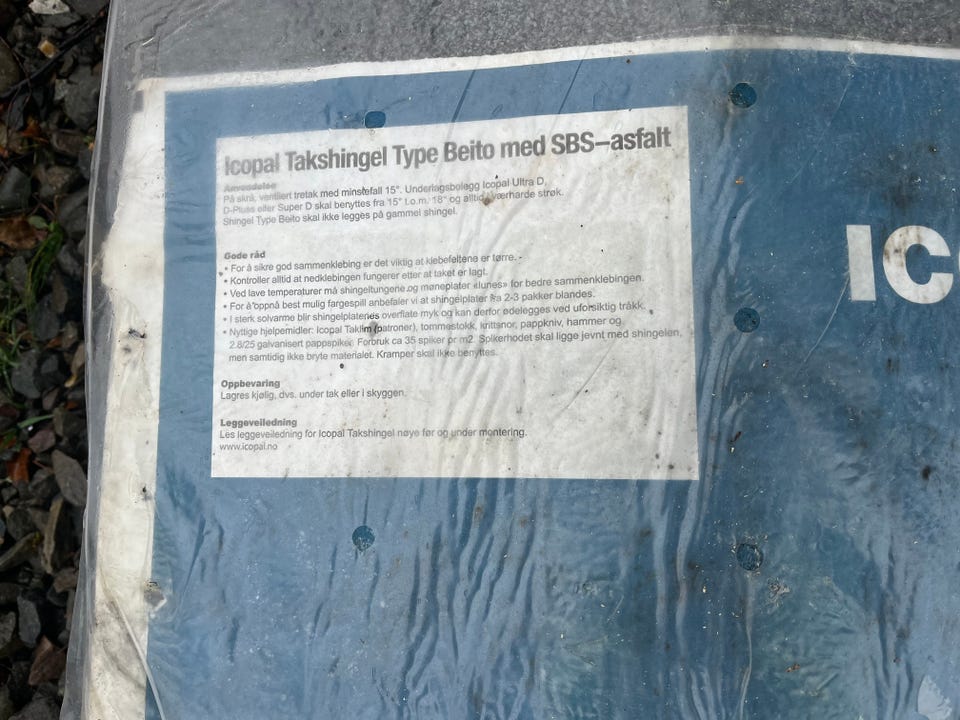 Icopal Takshingel Type Beito med SBS–asfalt
Anvendelse
På skrå, ventilert tretak med minstefall 15°. Underlagsbelegg Icopal Ultra D,
D-Pluss eller Super D skal benyttes fra 15° t.o.m. 18° og alltid i værharde strøk.
Shingel Type Beito skal ikke legges på gammel shingel.
Gode råd
• For å sikre god sammenklebing er det viktig at klebefeltene er tørre.
• Kontroller alltid at nedklebingen fungerer etter at taket er lagt.
• Ved lave temperaturer må shingeltungene og møneplater «lunes» for bedre sammenklebing.
• For å oppnå best mulig fargespill anbefaler vi at shingelplater fra 2-3 pakker blandes.
• I sterk solvarme blir shingelplatenes overflate myk og kan derfor ødelegges ved uforsiktig tråkk.
• Nyttige hjelpemidler: Icopal Taklim (patroner), tommestokk, krittsnor, pappkniv, hammer og
2.8/25 galvanisert pappspiker. Forbruk ca 35 spiker pr m2. Spikerhodet skal ligge jevnt med shingelen,
men samtidig ikke bryte materialet. Kramper skal ikke benyttes.
Oppbevaring
Lagres kjølig, dvs. under tak eller i skyggen.
Leggeveiledning
Les leggeveiledning for Icopal Takshingel nøye før og under montering.
www.icopal.no
IC